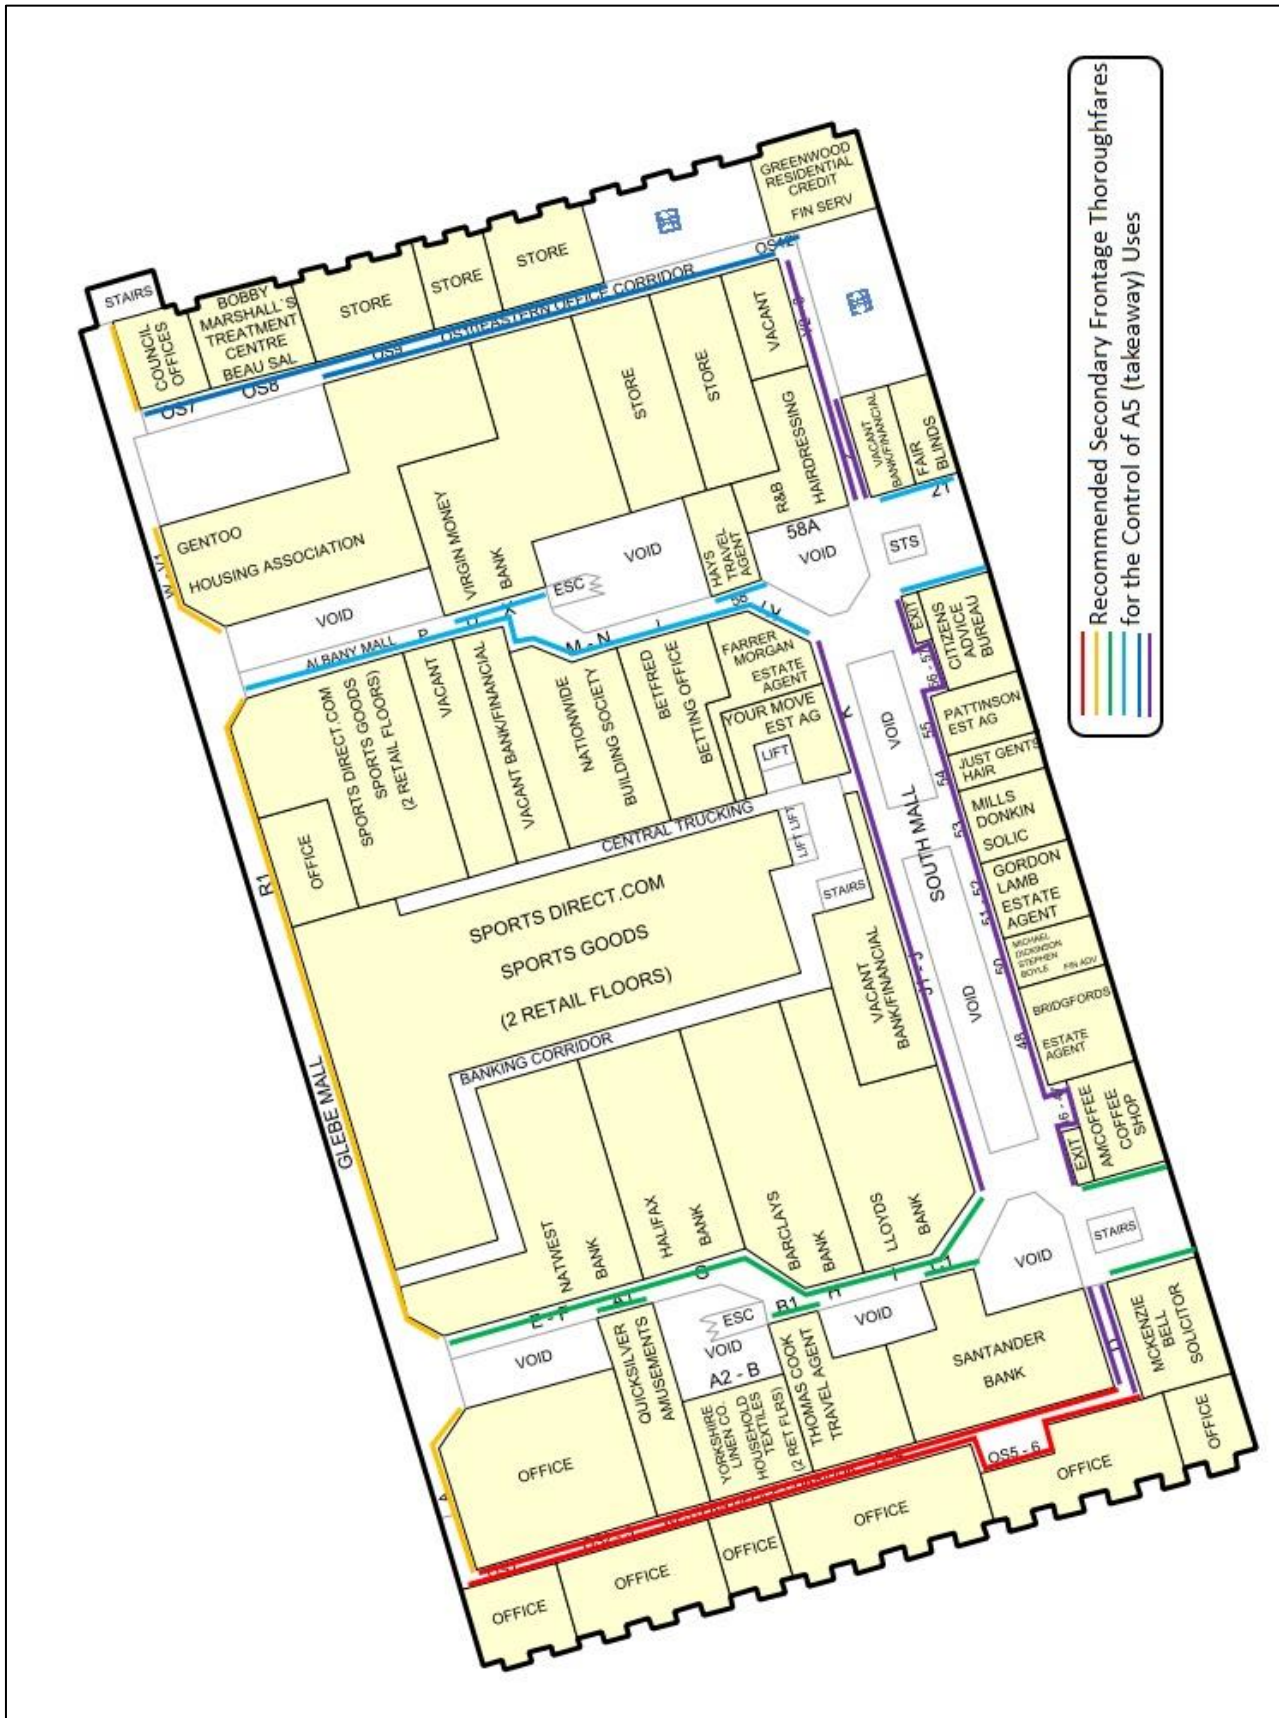 Recommended Secondary Frontage Thoroughfares
for the Control of A5 (takeaway) Uses
STAIRS
COUNCIL
OFFICES
BOBBY
MARSHALL`S
TREATMENT
CENTRE
BEAU SAL
STORE
STORE
STORE
GREENWOOD
RESIDENTIAL
CREDIT
FIN SERV
OS7
OS8
OS9
EASTERN OFFICE CORRIDOR
OS12
GENTOO
HOUSING ASSOCIATION
VIRGIN MONEY
BANK
STORE
STORE
VACANT
R&B
HAIRDRESSING
VACANT
BANK/FINANCIAL
FAIR
BLINDS
VOID
ALBANY MALL
P
ESC
VOID
HAYS
TRAVEL
AGENT
58A
VOID
STS
M - N
R1
OFFICE
SPORTS DIRECT.COM
SPORTS GOODS
(2 RETAIL FLOORS)
VACANT
VACANT BANK/FINANCIAL
NATIONWIDE
BUILDING SOCIETY
BETFRED
BETTING OFFICE
FARRER
MORGAN
ESTATE
AGENT
YOUR MOVE
EST AG
LIFT
EXIT
CITIZENS
ADVICE
BUREAU
K
VOID
55
PATTINSON
EST AG
54
JUST GENTS
HAIR
CENTRAL TRUCKING
LIFT LIFT
STAIRS
SOUTH MALL
53
MILLS
DONKIN
SOLIC
51 - 52
GORDON
LAMB
ESTATE
AGENT
SPORTS DIRECT.COM
SPORTS GOODS
(2 RETAIL FLOORS)
VACANT
BANK/FINANCIAL
J1 - J
VOID
50
MICHAEL
DICKINSON
STEPHEN
BOYLE
FIN ADV
48
BRIDGFORDS
ESTATE
AGENT
GLEBE MALL
BANKING CORRIDOR
NATWEST
BANK
HALIFAX
BANK
BARCLAYS
BANK
LLOYDS
BANK
EXIT
AMCOFFEE
COFFEE
SHOP
E - F
A1
G
B1
H
I
C1
VOID
STAIRS
VOID
QUICKSILVER
AMUSEMENTS
ESC
VOID
A2 - B
VOID
YORKSHIRE
LINEN CO.
HOUSEHOLD
TEXTILES
(2 RET FLRS)
THOMAS COOK
TRAVEL AGENT
SANTANDER
BANK
D
MCKENZIE
BELL
SOLICITOR
A
OFFICE
OS5 - 6
OFFICE
OFFICE
OFFICE
OFFICE
OFFICE
OFFICE